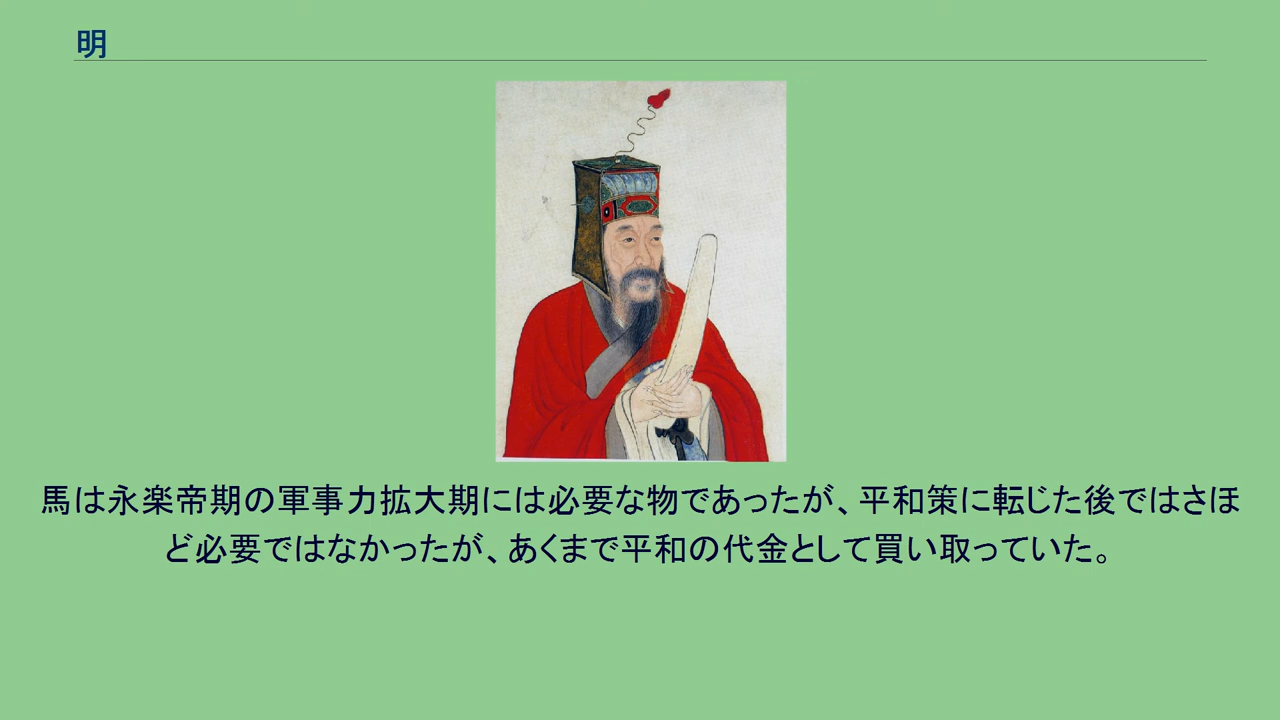 明
馬は永楽帝期の軍事力拡大期には必要な物であったが、平和策に転じた後ではさほ
ど必要ではなかったが、あくまで平和の代金として買い取っていた。